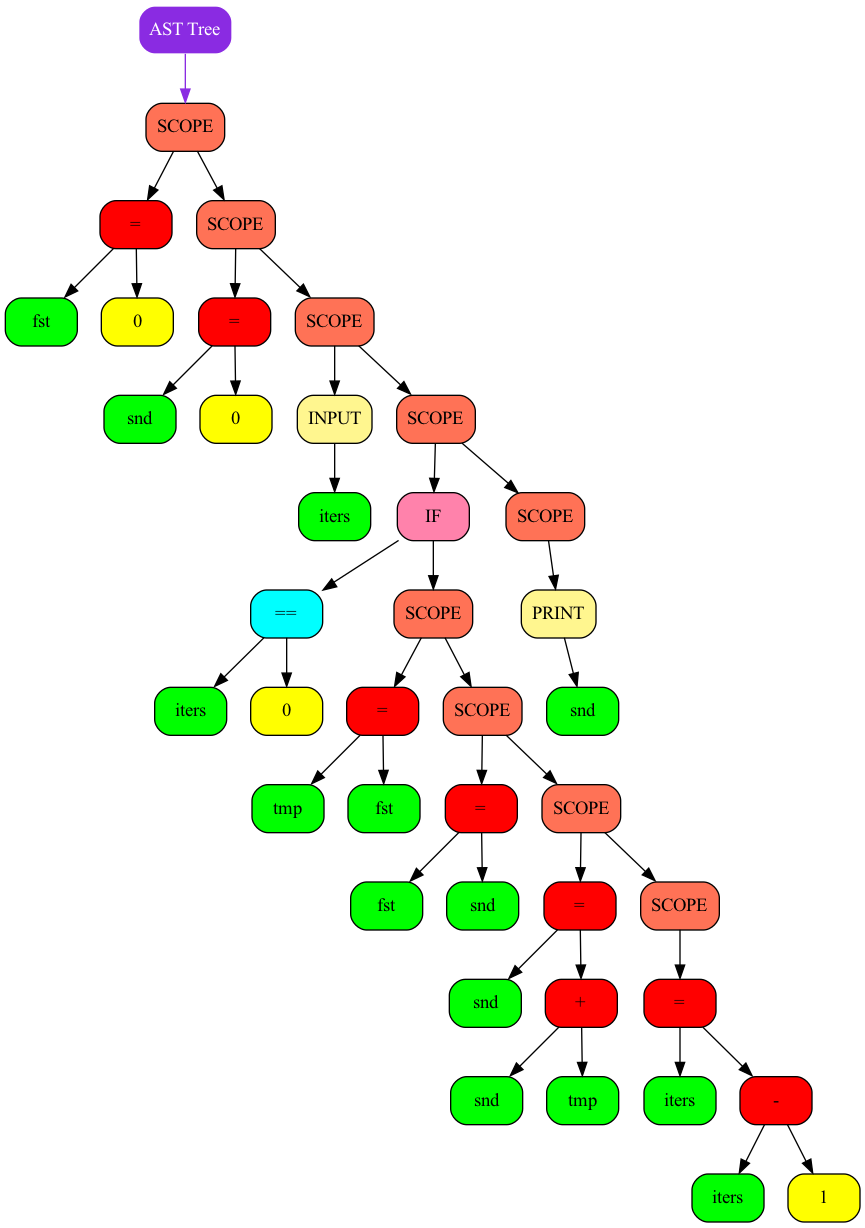 AST Tree
SCOPE
= SCOPE
fst 0 = SCOPE
snd 0 INPUT SCOPE
iters IF SCOPE
== SCOPE PRINT
iters 0 = SCOPE snd
tmp fst = SCOPE
fst snd = SCOPE
snd + =
snd tmp iters -
iters 1